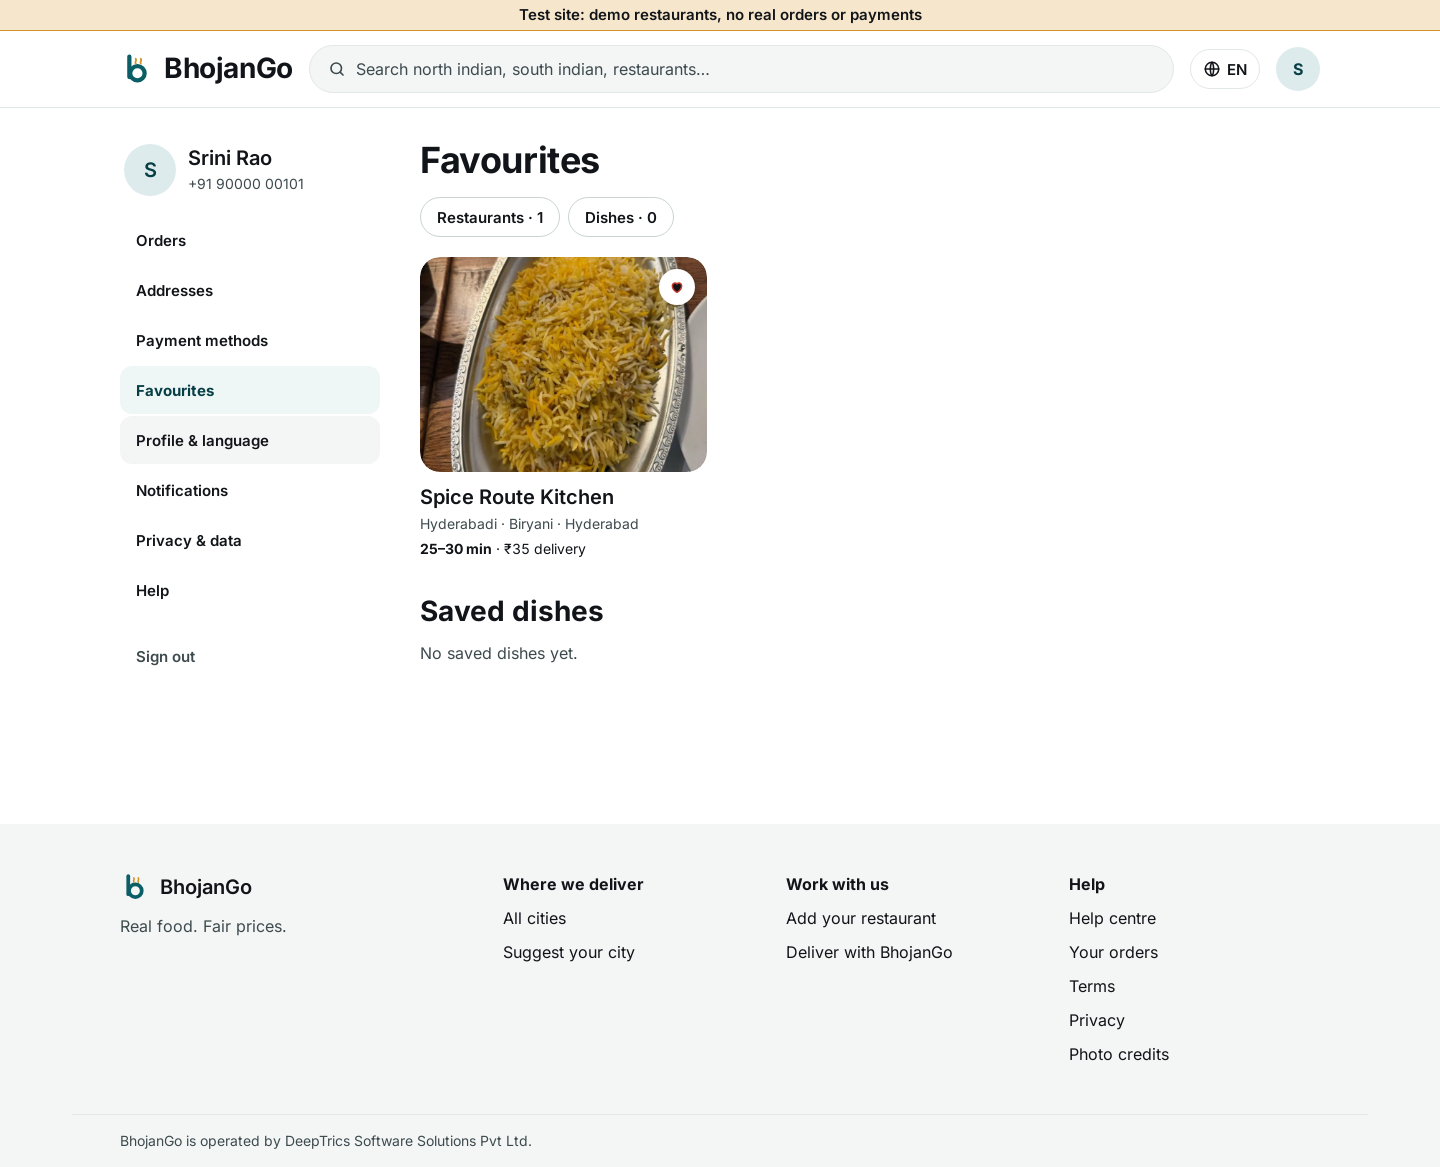 Test site: demo restaurants, no real orders or payments
BhojanGo
Search north indian, south indian, restaurants...
EN
S
S
Srini Rao
+91 90000 00101
Orders
Addresses
Payment methods
Favourites
Profile & language
Notifications
Privacy & data
Help
Sign out
Favourites
Restaurants · 1
Dishes · 0
Spice Route Kitchen
Hyderabadi · Biryani · Hyderabad
25–30 min · ₹35 delivery
Saved dishes
No saved dishes yet.
BhojanGo
Real food. Fair prices.
Where we deliver
All cities
Suggest your city
Work with us
Add your restaurant
Deliver with BhojanGo
Help
Help centre
Your orders
Terms
Privacy
Photo credits
BhojanGo is operated by DeepTrics Software Solutions Pvt Ltd.